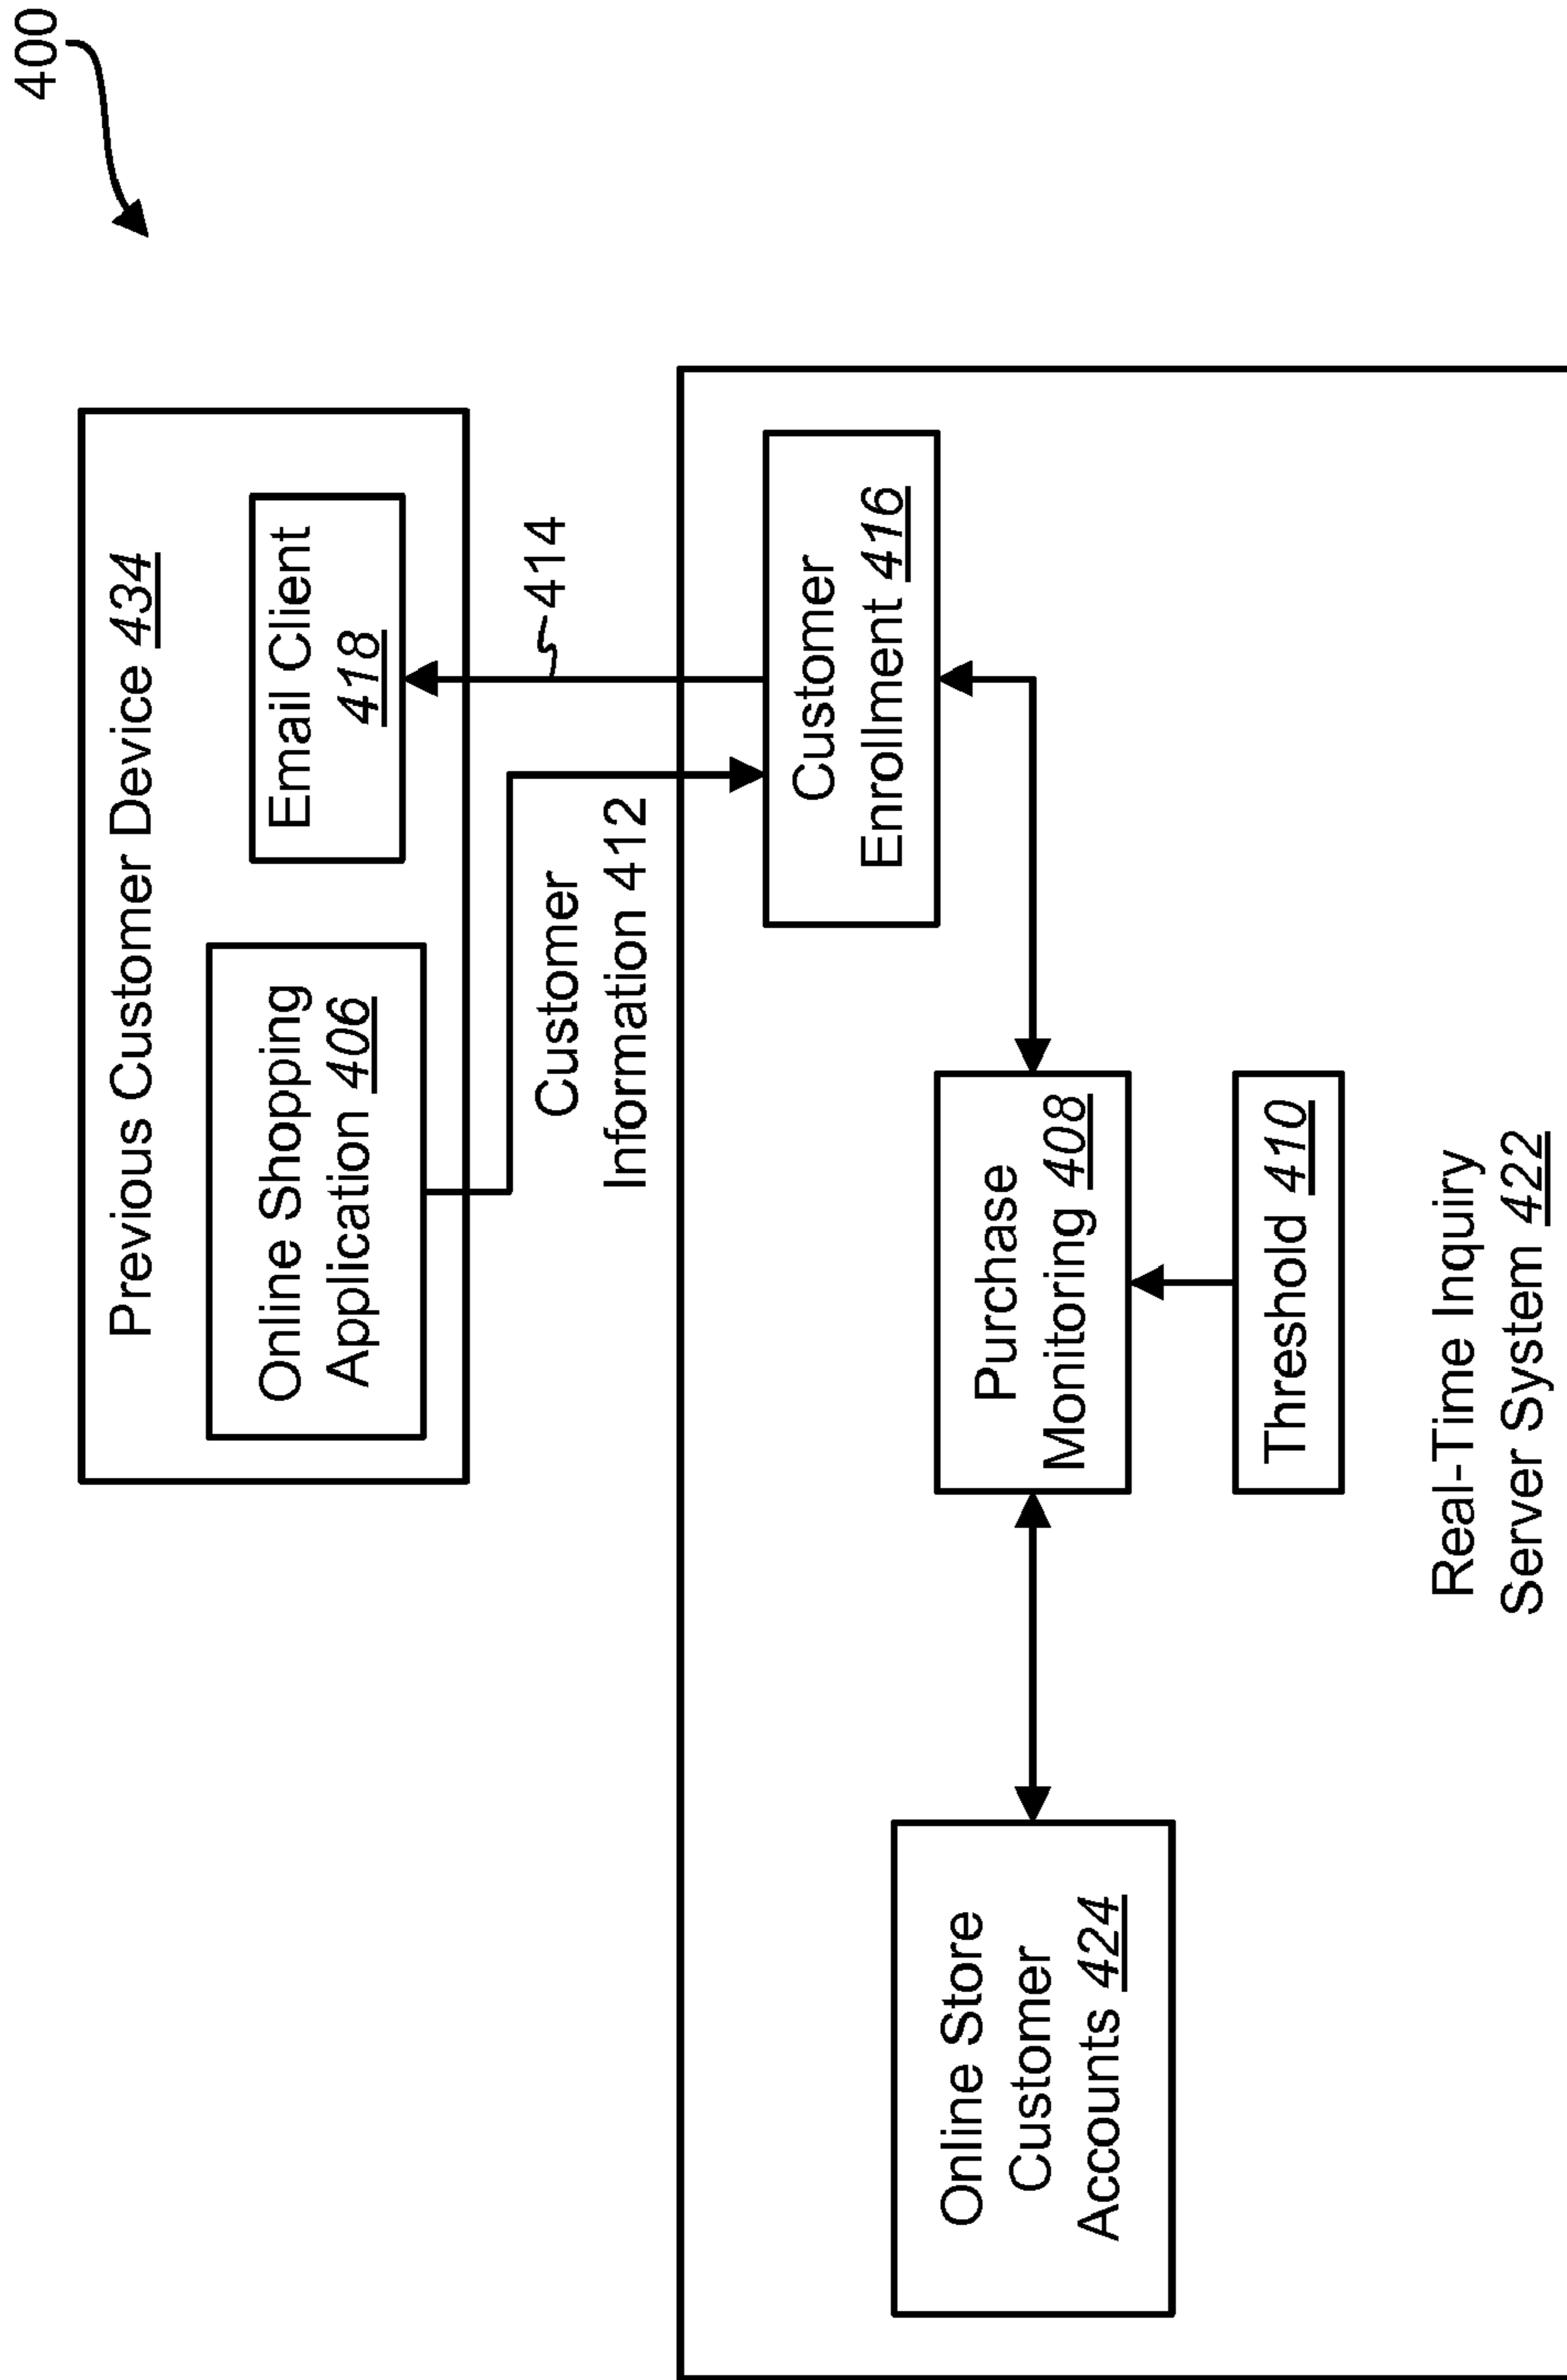 400
Previous Customer Device 434
Online Shopping
Application 406
Email Client
418
414
Customer
Information 412
Customer
Enrollment 416
Online Store
Customer
Accounts 424
Purchase
Monitoring 408
Threshold 410
Real-Time Inquiry
Server System 422